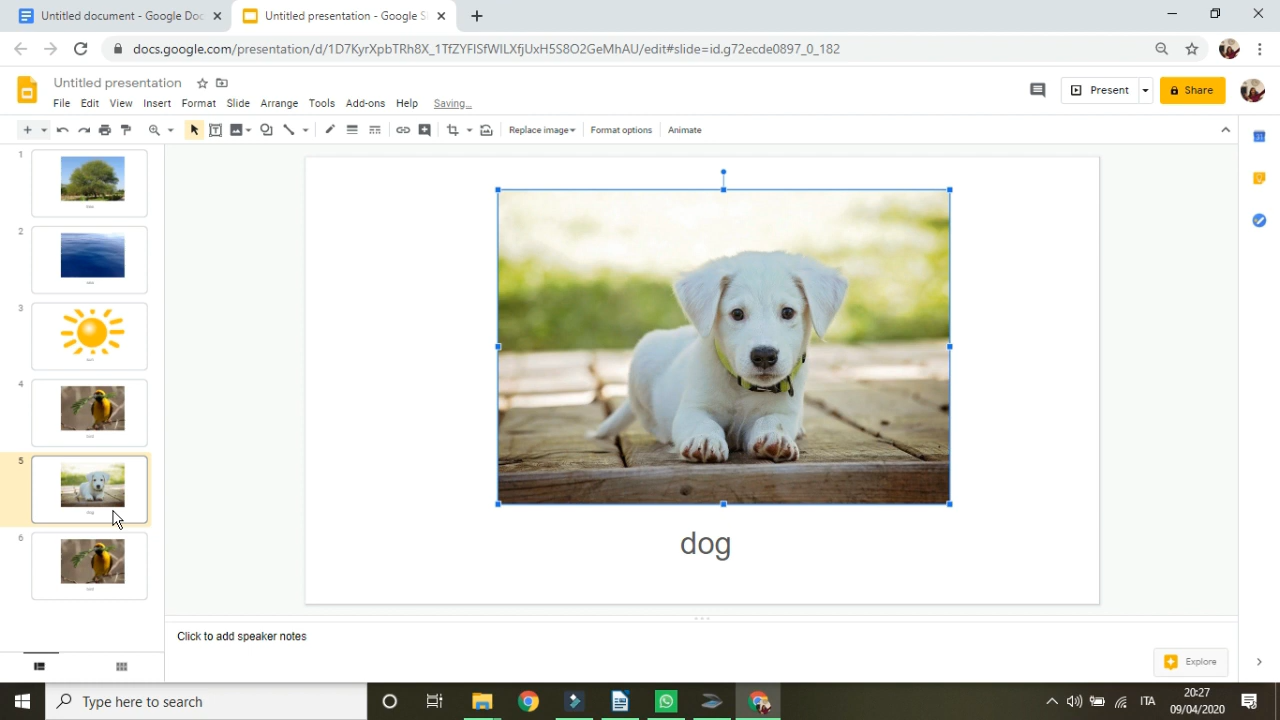 Untitled document - Google Doc
Untitled presentation - Google S
docs.google.com/presentation/d/1D7KyrXpbTRh8X_1TfZYFISfWILXfjUxH5S8O2GeMhAU/edit#slide=id.g72ecde0897_0_182
Untitled presentation
File Edit View Insert Format Slide Arrange Tools Add-ons Help Saving...
Present
Share
Replace image
Format options
Animate
1
2
3
4
5
6
dog
Click to add speaker notes
Explore
Type here to search
ITA
20:27
09/04/2020